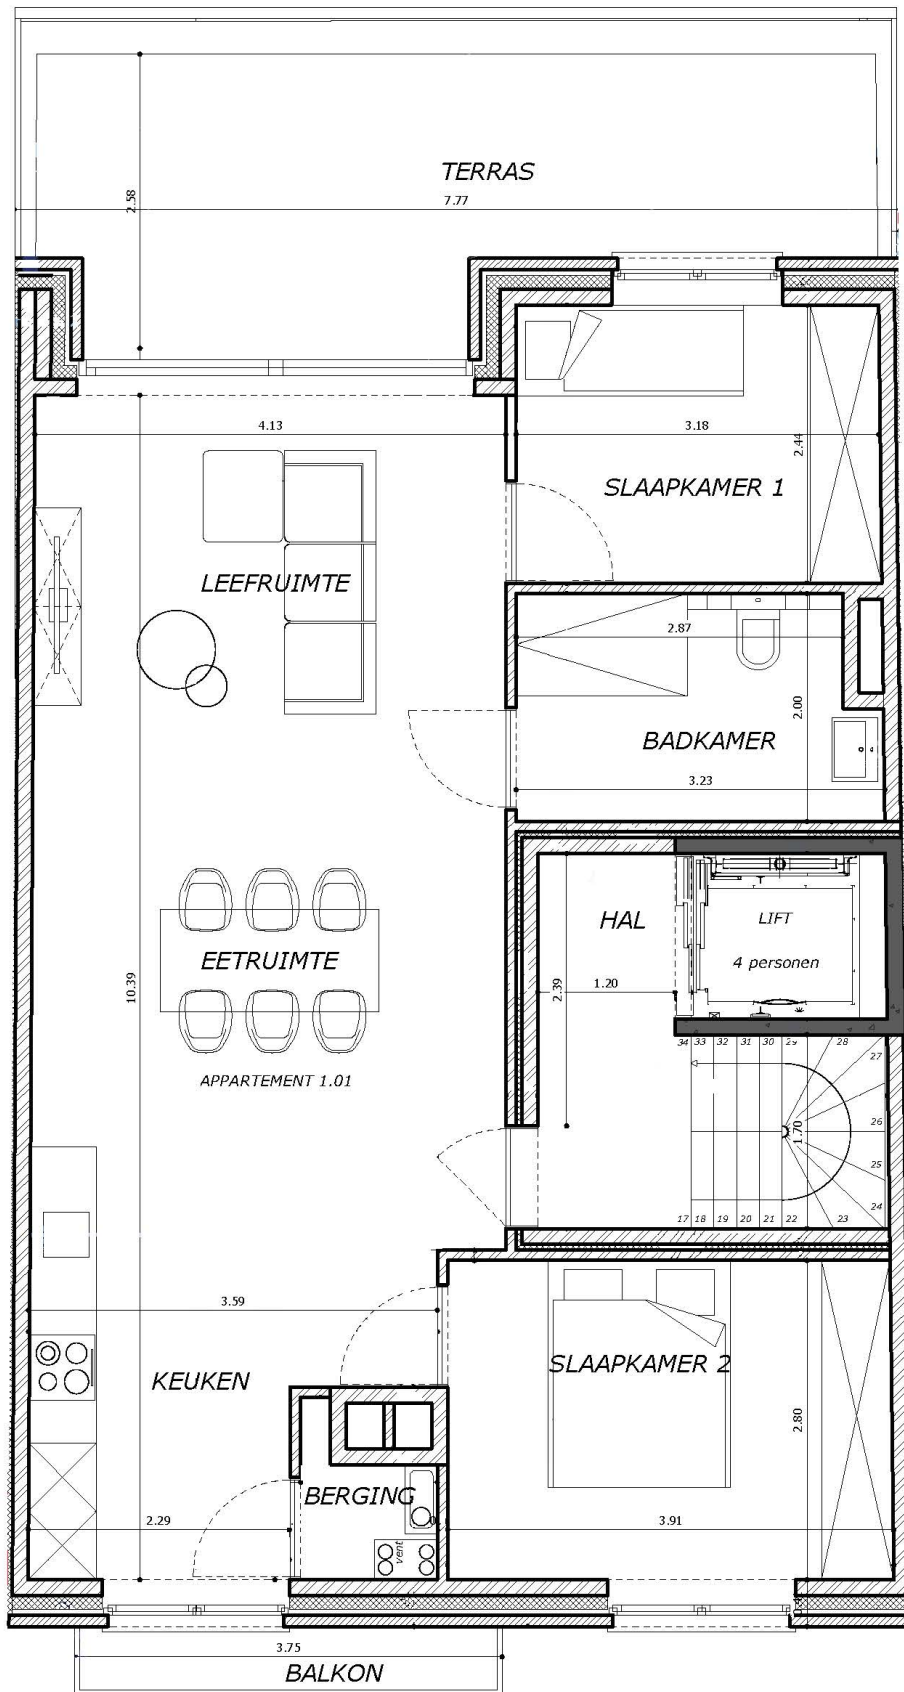 TERRAS
7.77
2.58
4.13
3.18
2.44
SLAAPKAMER 1
LEEFRUIMTE
2.87
2.00
BADKAMER
3.23
HAL
LIFT
4 personen
EETRUIMTE
10.39
2.39
1.20
APPARTEMENT 1.01
34 33 32 31 30 29 28
27
26
1.70
25
24
17 18 19 20 21 22 23
3.59
SLAAPKAMER 2
KEUKEN
2.80
BERGING
2.29
3.91
vent
3.75
BALKON